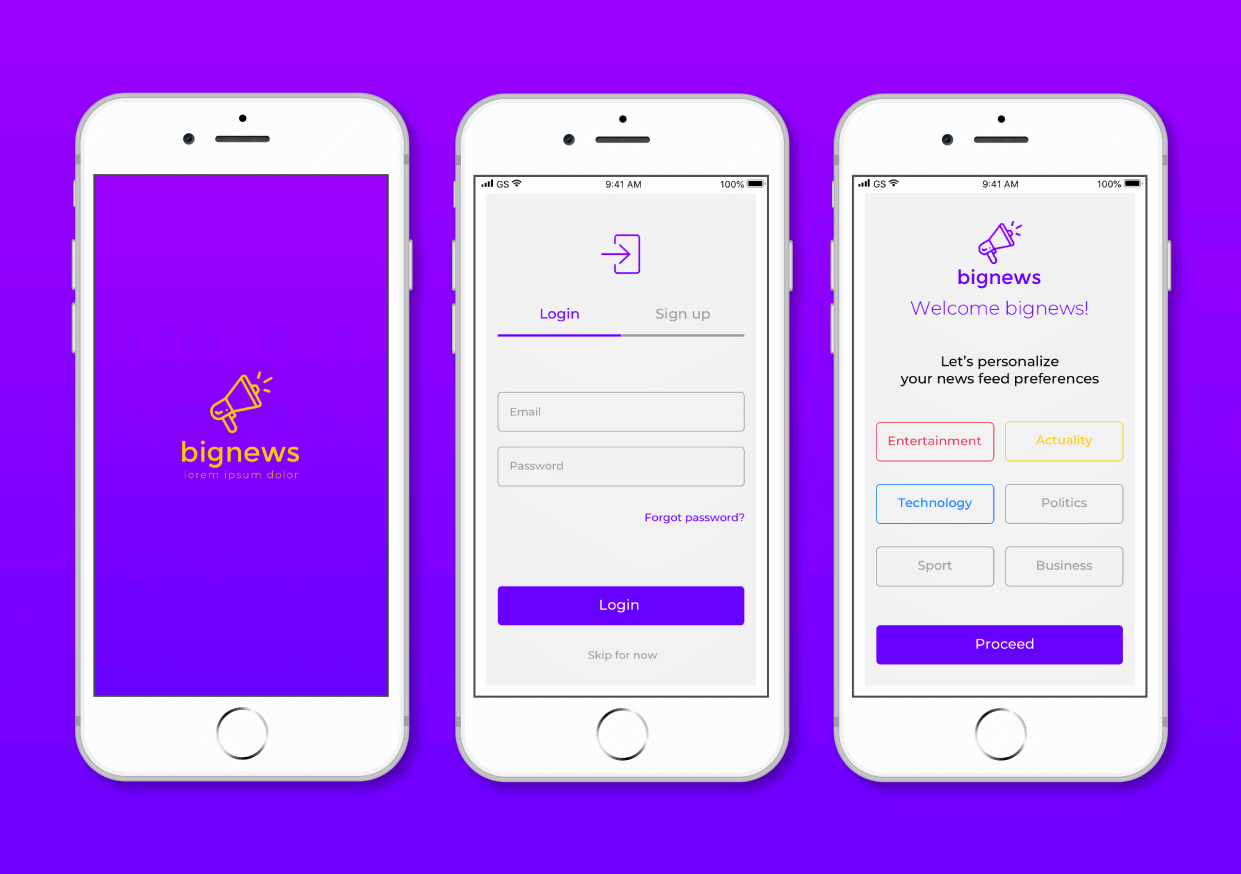 bignews
lorem ipsum dolor
GS 9:41 AM 100%
Login Sign up
Email
Password
Forgot password?
Login
Skip for now
GS 9:41 AM 100%
bignews
Welcome bignews!
Let's personalize
your news feed preferences
Entertainment Actuality
Technology Politics
Sport Business
Proceed